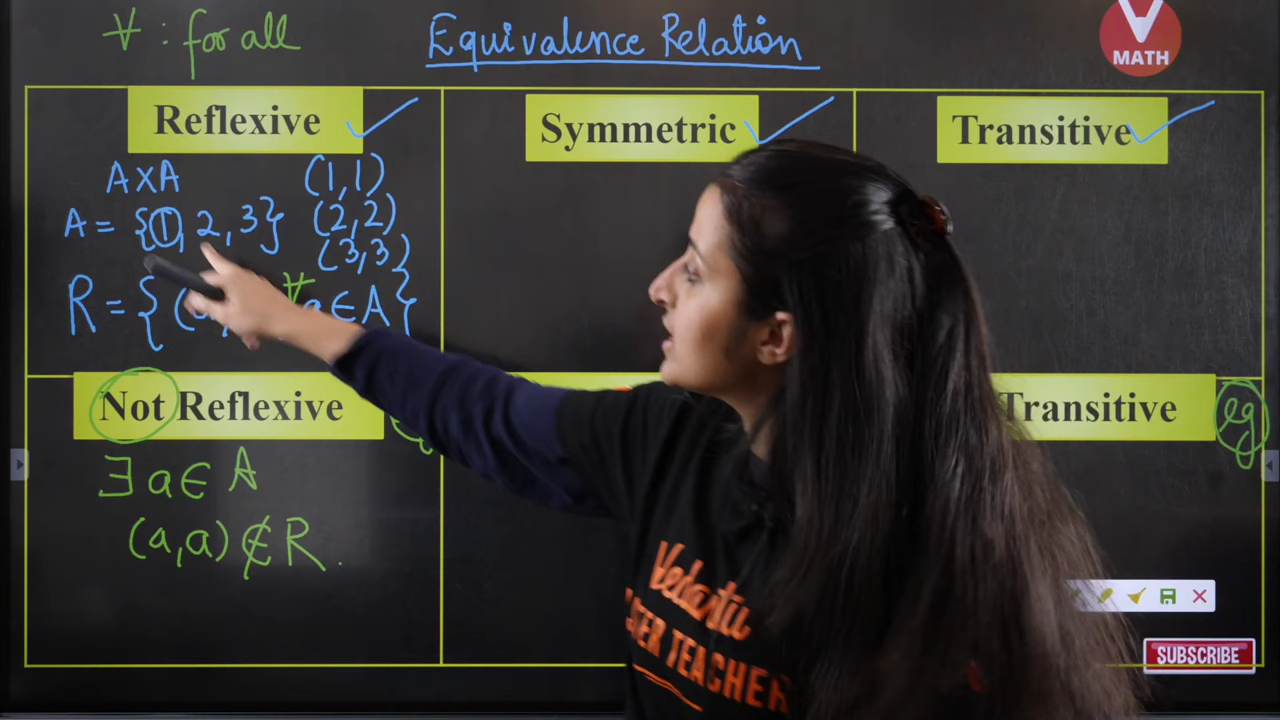 ∀ : for all
Equivalence Relation
V
MATH
Reflexive
Symmetric
Transitive
A×A
(1,1)
A = {1, 2, 3}
(2,2)
(3,3)
R = {
∀
a ∈ A}
Not Reflexive
Transitive
eg
∃ a ∈ A
(a,a) ∉ R.
Vedantu
TEACHER
SUBSCRIBE